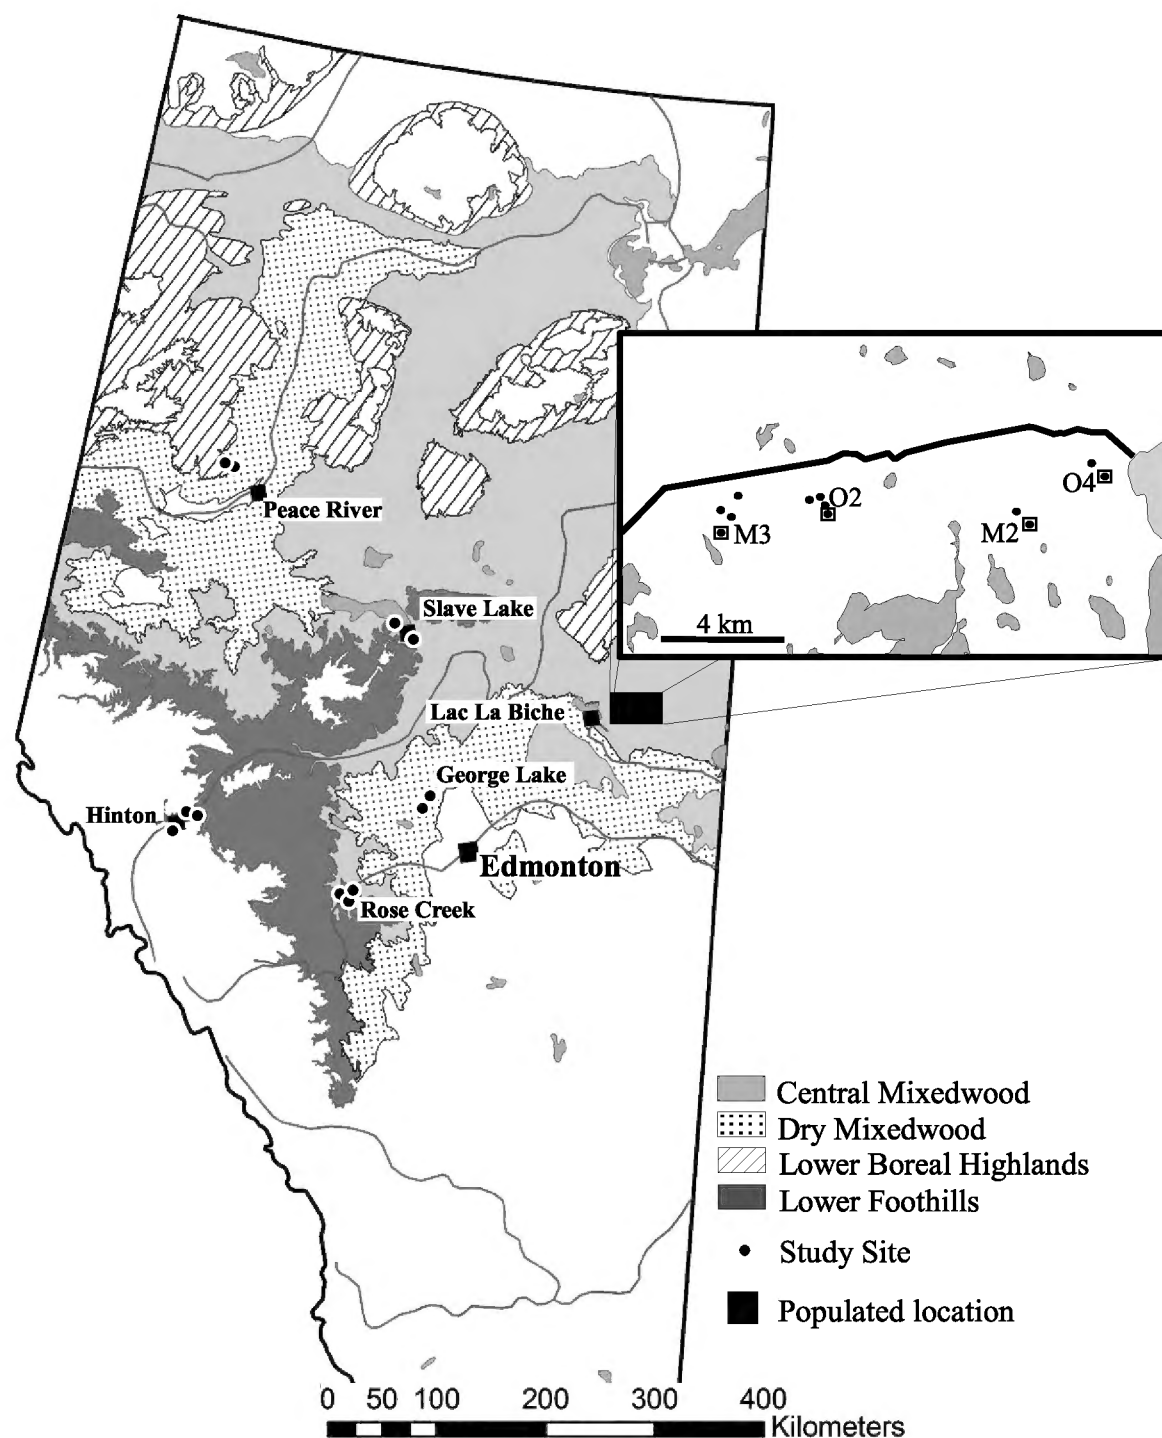 Peace River
O4
O2
M3
M2
4 km
Slave Lake
Lac La Biche
George Lake
Hinton
Edmonton
Rose Creek
Central Mixedwood
Dry Mixedwood
Lower Boreal Highlands
Lower Foothills
Study Site
Populated location
0 50 100 200 300 400
Kilometers